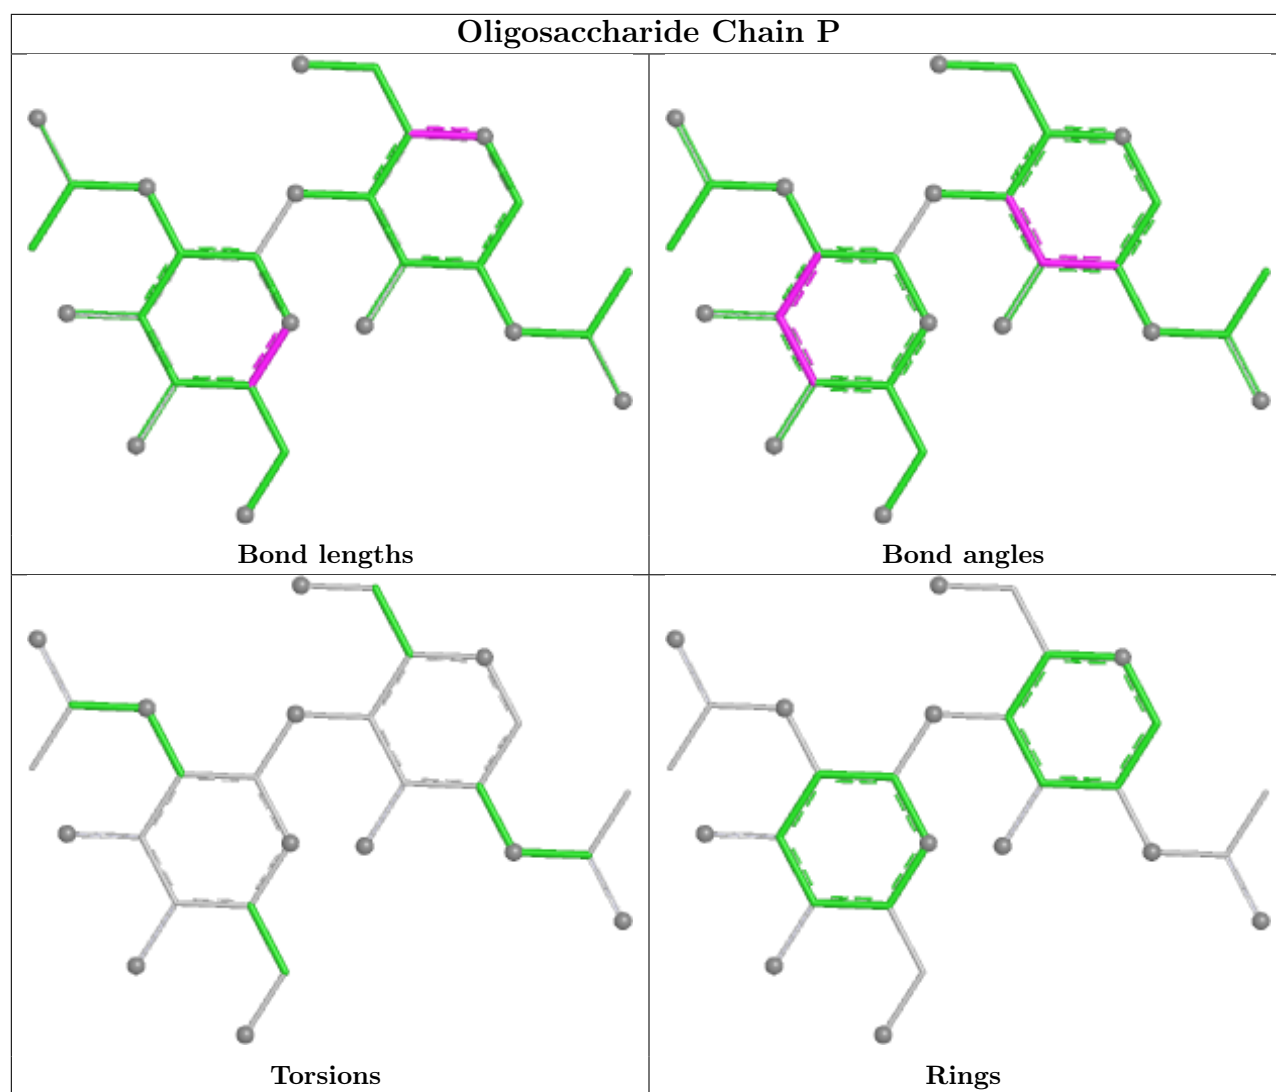 Oligosaccharide Chain P
Bond lengths
Bond angles
Torsions
Rings